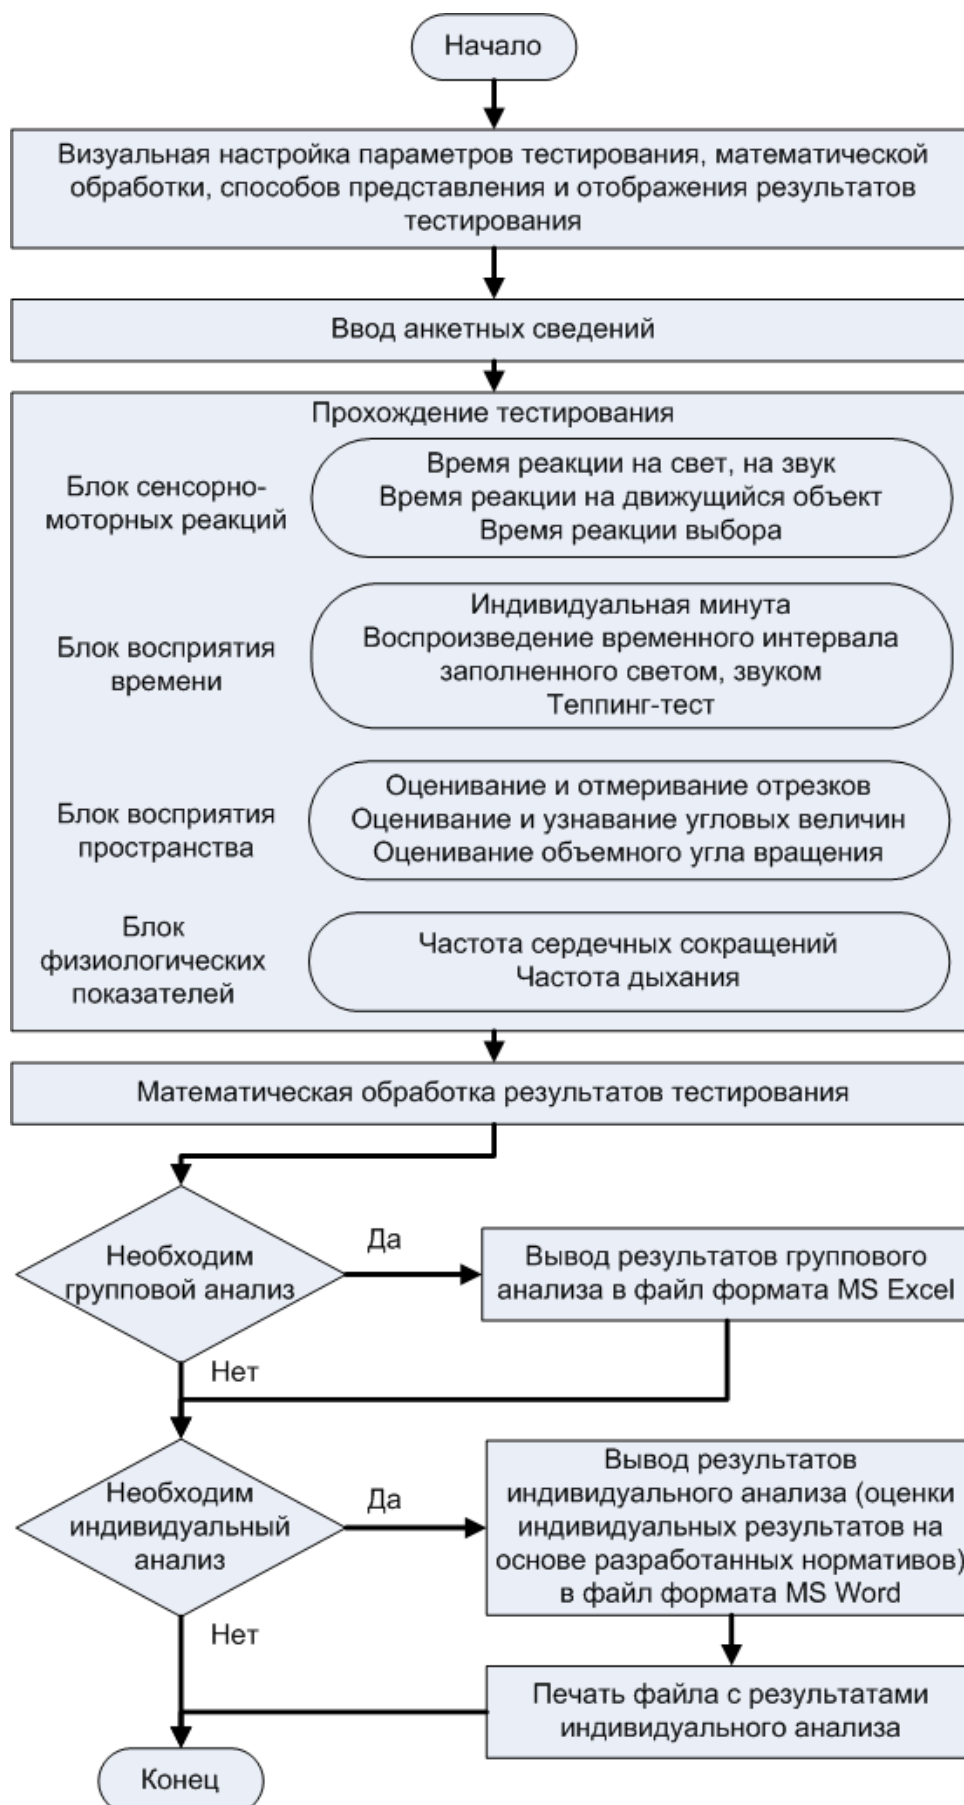 Начало
Визуальная настройка параметров тестирования, математической
обработки, способов представления и отображения результатов
тестирования
Ввод анкетных сведений
Прохождение тестирования
Блок сенсорно-
моторных реакций
Время реакции на свет, на звук
Время реакции на движущийся объект
Время реакции выбора
Блок восприятия
времени
Индивидуальная минута
Воспроизведение временного интервала
заполненного светом, звуком
Теппинг-тест
Блок восприятия
пространства
Оценивание и отмеривание отрезков
Оценивание и узнавание угловых величин
Оценивание объемного угла вращения
Блок
физиологических
показателей
Частота сердечных сокращений
Частота дыхания
Математическая обработка результатов тестирования
Необходим
групповой анализ
Да
Вывод результатов группового
анализа в файл формата MS Excel
Нет
Необходим
индивидуальный
анализ
Да
Вывод результатов
индивидуального анализа (оценки
индивидуальных результатов на
основе разработанных нормативов)
в файл формата MS Word
Нет
Печать файла с результатами
индивидуального анализа
Конец